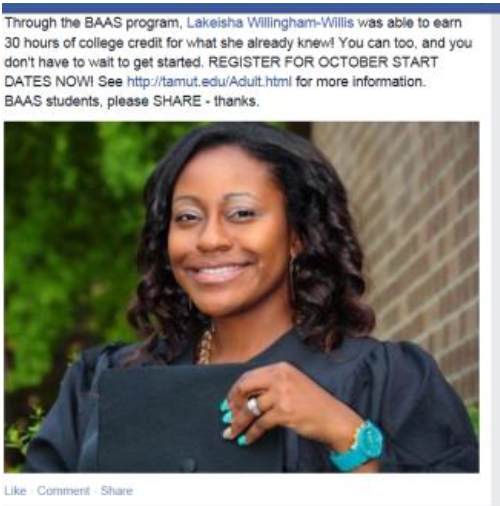 Through the BAAS program, Lakeisha Willingham-Willis was able to earn
30 hours of college credit for what she already knew! You can too, and you
don't have to wait to get started. REGISTER FOR OCTOBER START
DATES NOW! See http://tamut.edu/Adult.html for more information.
BAAS students, please SHARE - thanks.
Like · Comment · Share